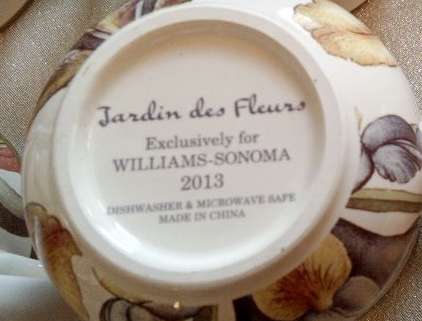 Jardin des Fleurs
Exclusively for
WILLIAMS-SONOMA
2013
DISHWASHER & MICROWAVE SAFE
MADE IN CHINA